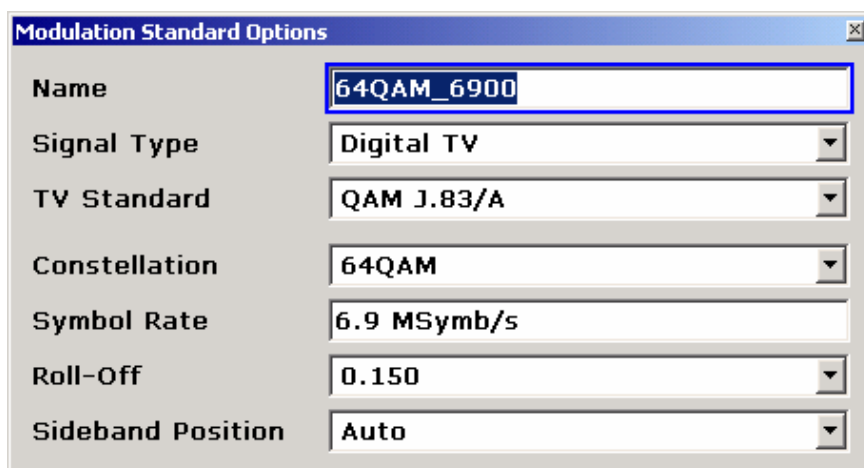 Modulation Standard Options
Name 64QAM_6900
Signal Type Digital TV
TV Standard QAM J.83/A
Constellation 64QAM
Symbol Rate 6.9 MSymb/s
Roll-Off 0.150
Sideband Position Auto